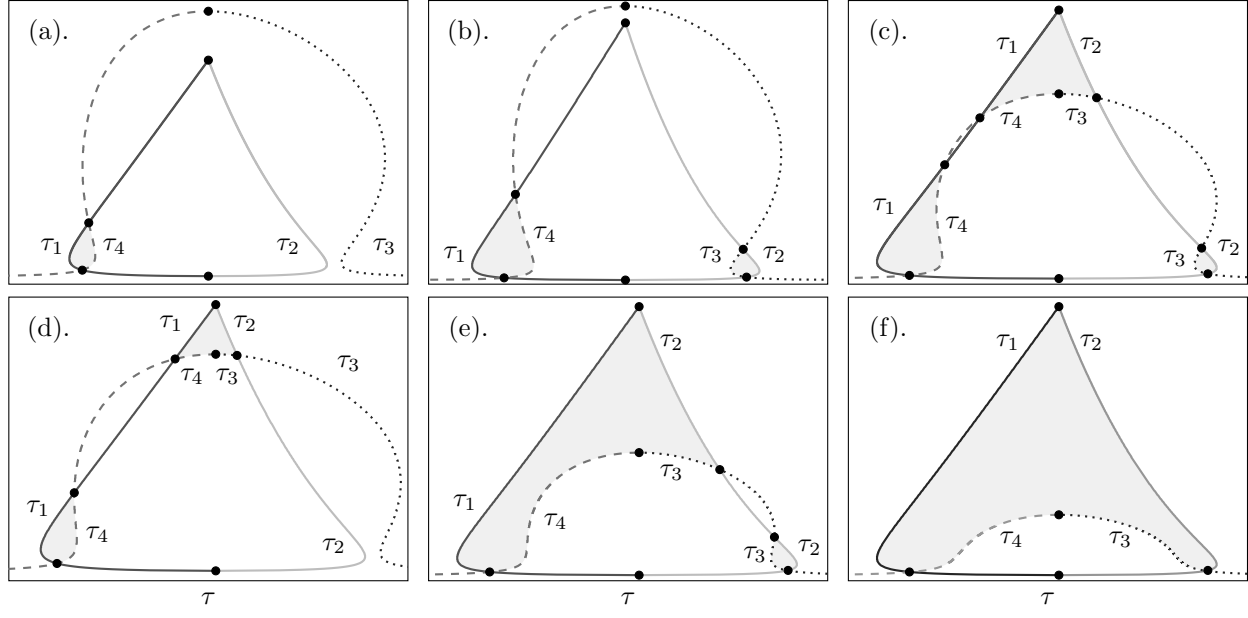 (a).
τ1 τ4 τ2 τ3
(b).
τ1 τ4 τ3 τ2
(c).
τ1 τ2
τ4 τ3
τ1 τ4 τ3 τ2
(d).
τ1 τ2
τ4 τ3 τ3
τ1 τ4 τ2
(e).
τ2
τ3
τ1 τ4 τ3 τ2
(f).
τ1 τ2
τ4 τ3
τ τ τ